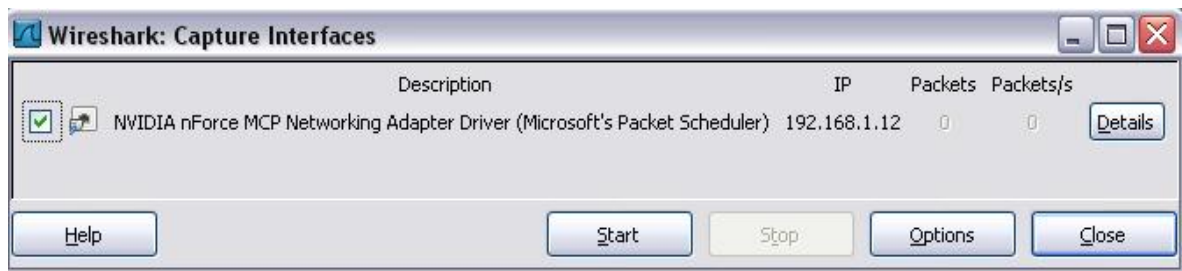 Wireshark: Capture Interfaces
Description IP Packets Packets/s
NVIDIA nForce MCP Networking Adapter Driver (Microsoft's Packet Scheduler) 192.168.1.12 0 0 Details
Help Start Stop Options Close